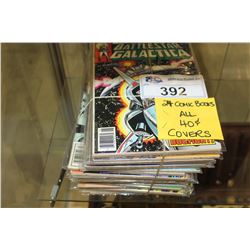 BATTLESTAR
GALACTICA
392
24 COMIC BOOKS
ALL
40¢
COVERS